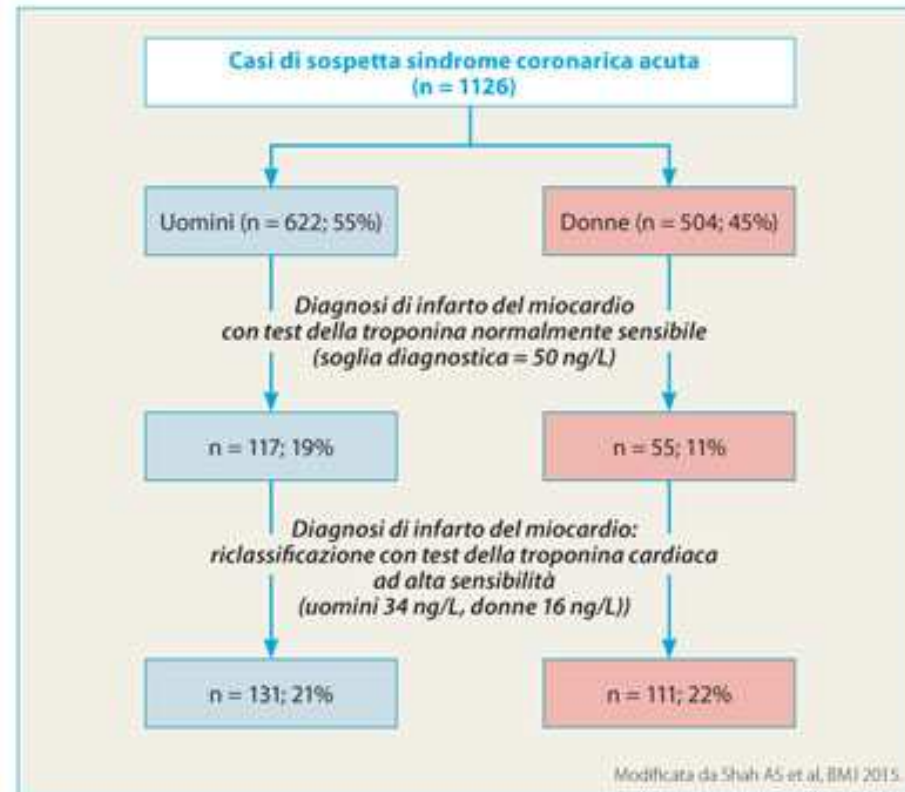 Casi di sospetta sindrome coronarica acuta
(n = 1126)
Uomini (n = 622; 55%)
Donne (n = 504; 45%)
Diagnosi di infarto del miocardio
con test della troponina normalmente sensibile
(soglia diagnostica = 50 ng/L)
n = 117; 19%
n = 55; 11%
Diagnosi di infarto del miocardio:
riclassificazione con test della troponina cardiaca
ad alta sensibilità
(uomini 34 ng/L, donne 16 ng/L))
n = 131; 21%
n = 111; 22%
Modificata da Shah AS et al, BMJ 2015.